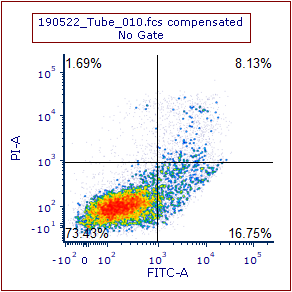 190522_Tube_010.fcs compensated
No Gate
1.69% 8.13%
10^5
10^4
PI-A
10^3
10^2
-10^1
73.43% 16.75%
-10^2 0 10^2 10^3 10^4 10^5
FITC-A